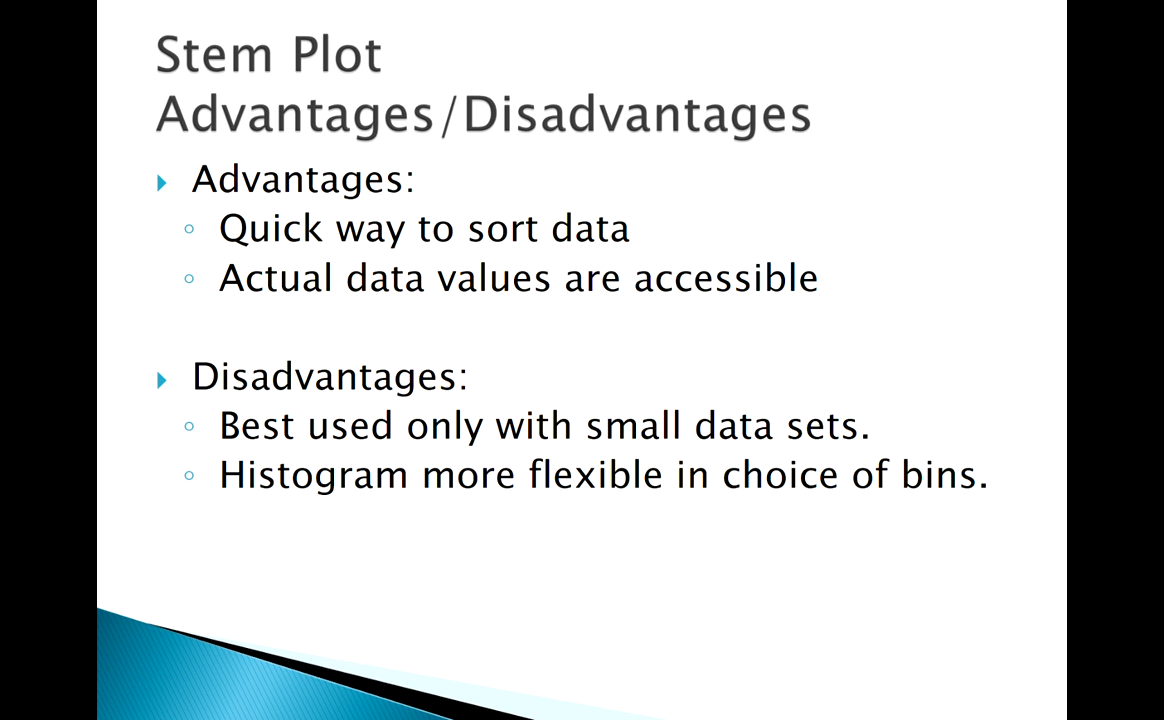 Stem Plot
Advantages/Disadvantages
Advantages:
Quick way to sort data
Actual data values are accessible
Disadvantages:
Best used only with small data sets.
Histogram more flexible in choice of bins.